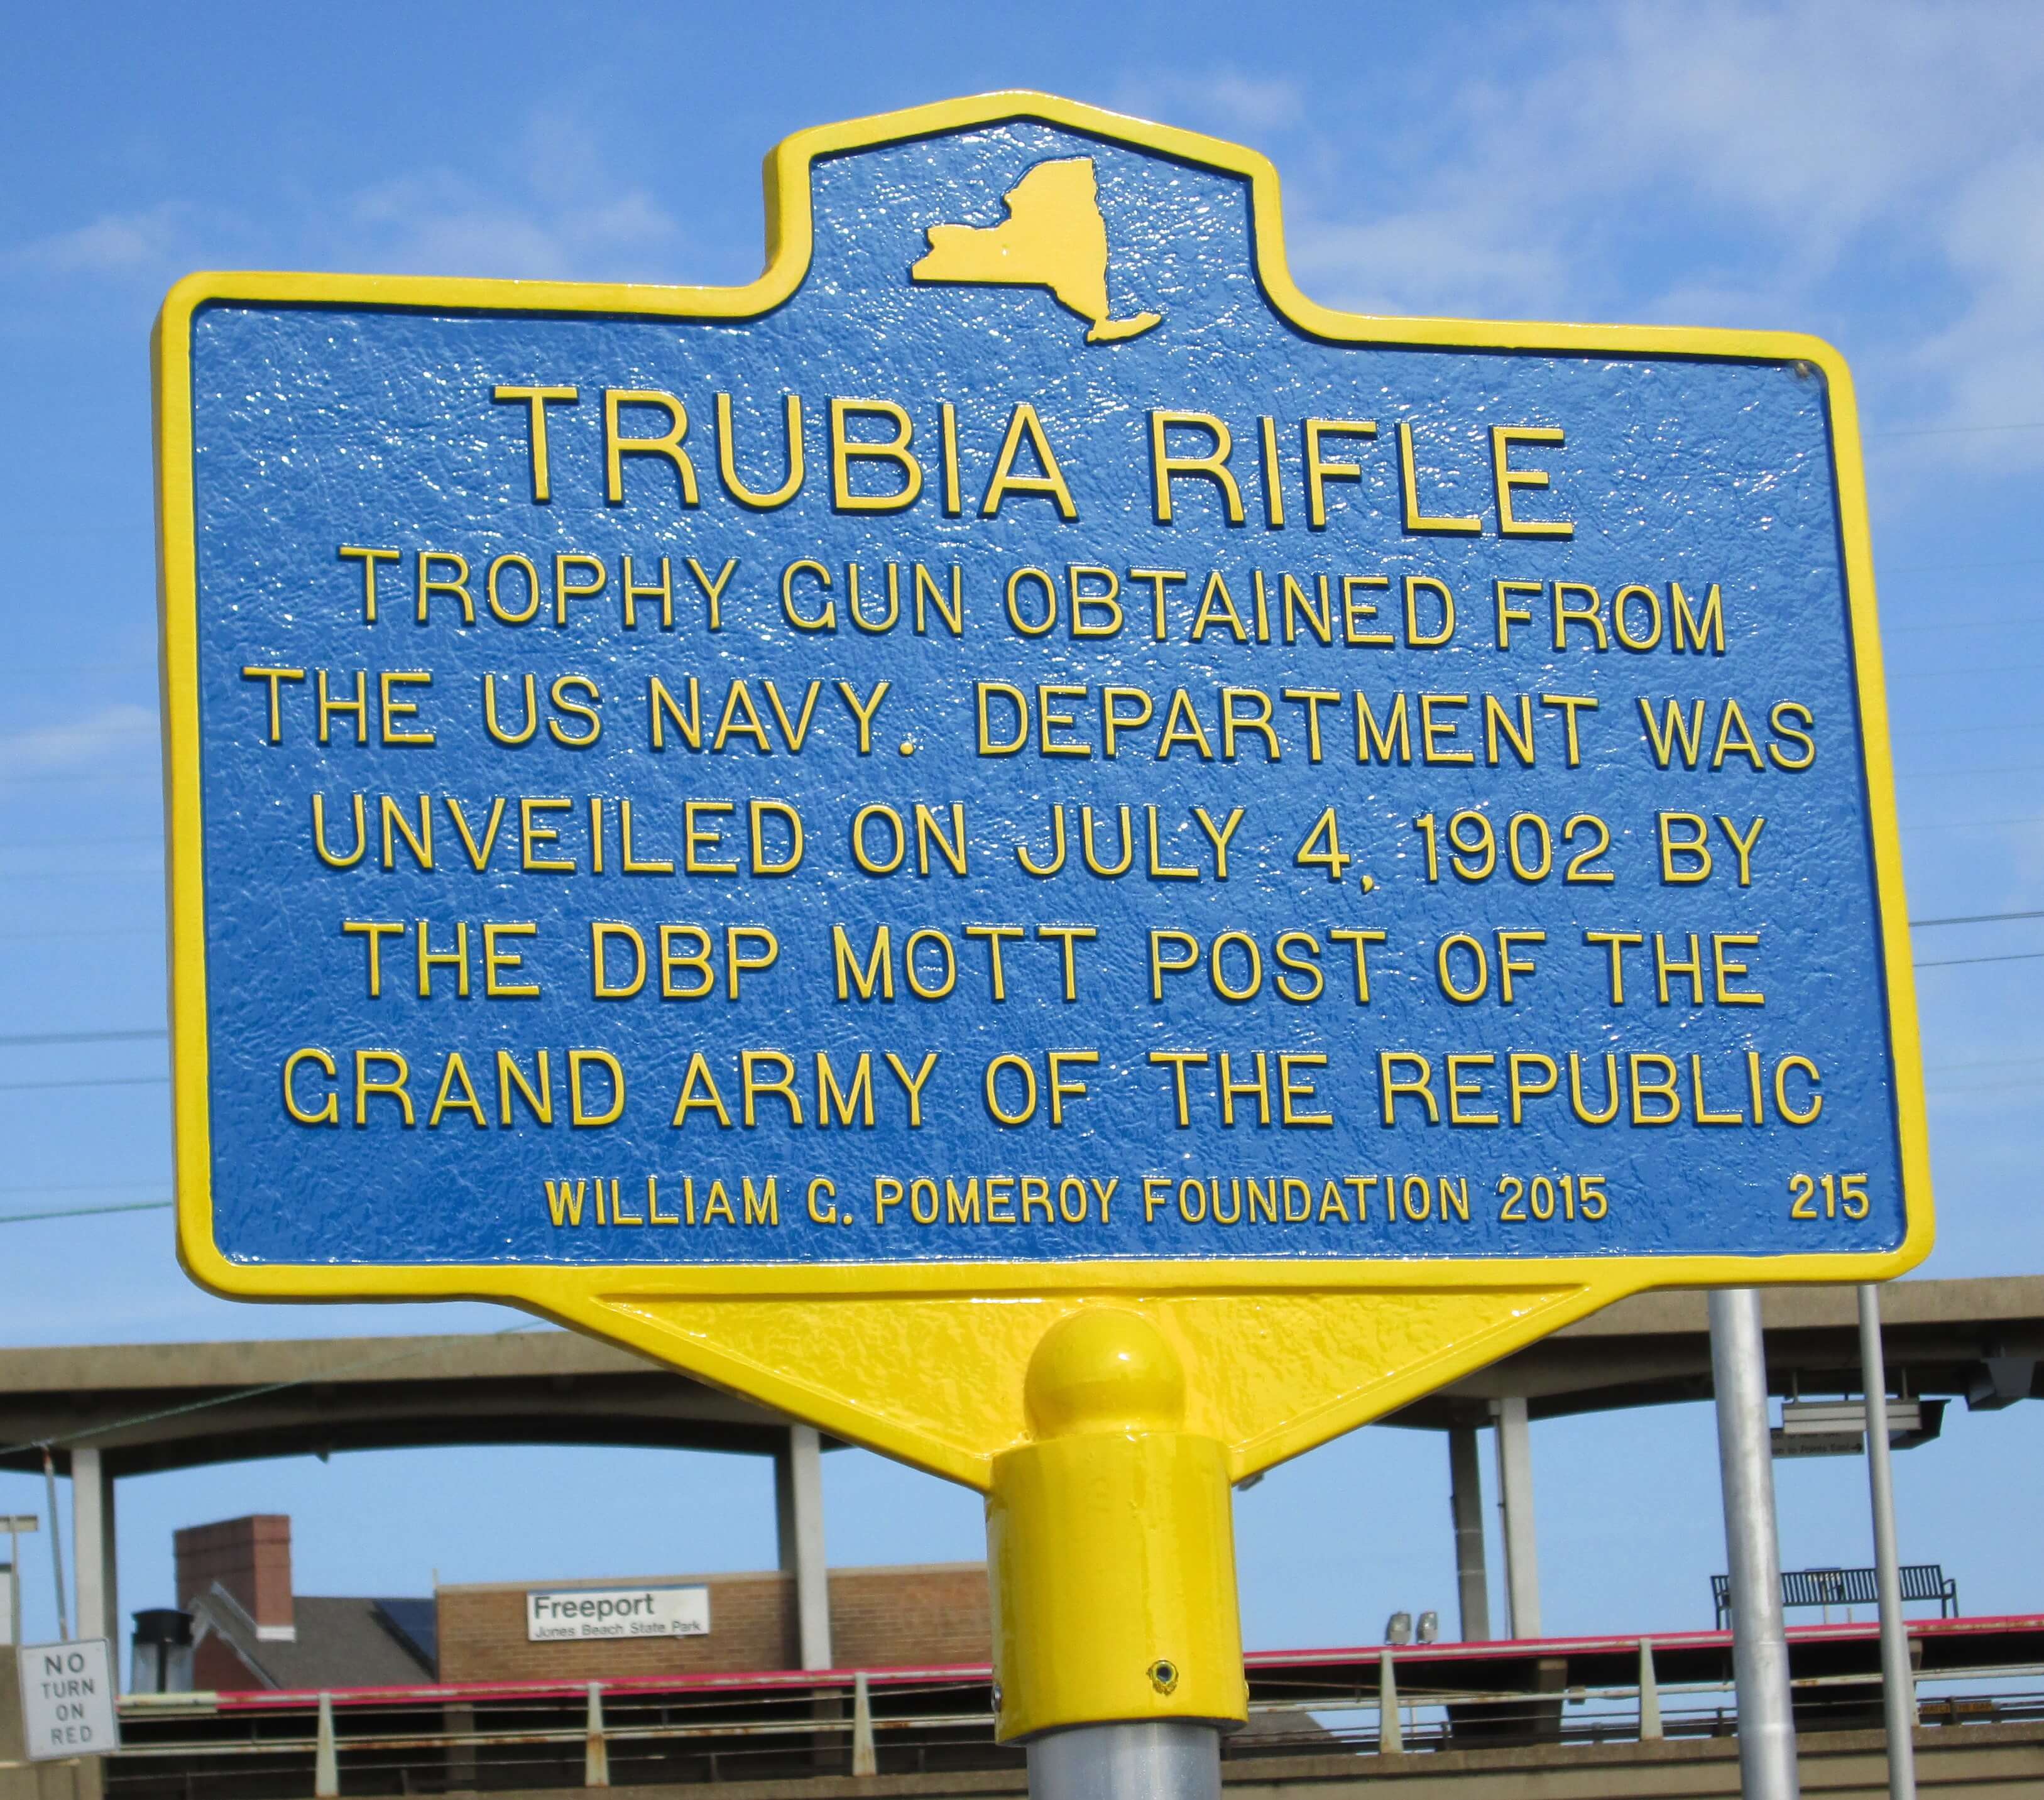 TRUBIA RIFLE
TROPHY GUN OBTAINED FROM
THE US NAVY. DEPARTMENT WAS
UNVEILED ON JULY 4, 1902 BY
THE DBP MOTT POST OF THE
GRAND ARMY OF THE REPUBLIC
WILLIAM G. POMEROY FOUNDATION 2015 215
Freeport
Jones Beach State Park
NO
TURN
ON
RED